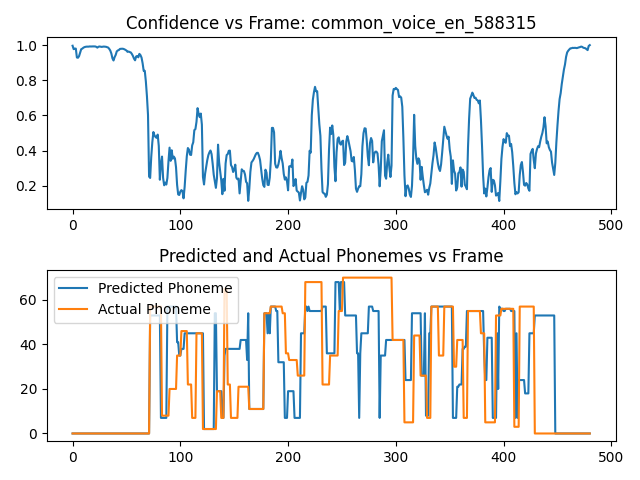 Confidence vs Frame: common_voice_en_588315
1.0
0.8
0.6
0.4
0.2
0 100 200 300 400 500
Predicted and Actual Phonemes vs Frame
Predicted Phoneme
Actual Phoneme
60
40
20
0
0 100 200 300 400 500